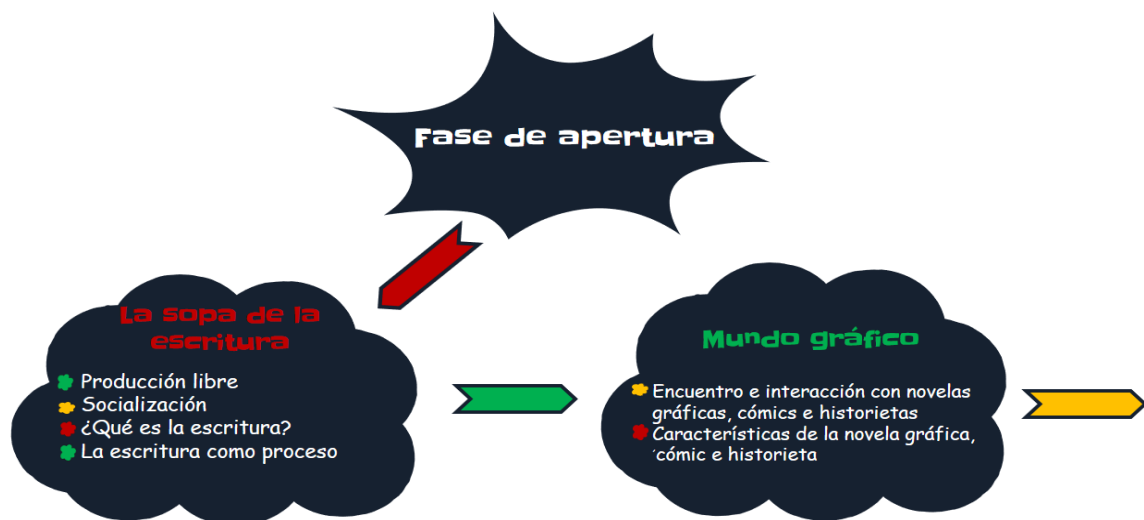 Fase de apertura
La sopa de la
escritura
Producción libre
Socialización
¿Qué es la escritura?
La escritura como proceso
Mundo gráfico
Encuentro e interacción con novelas
gráficas, cómics e historietas
Características de la novela gráfica,
cómic e historieta